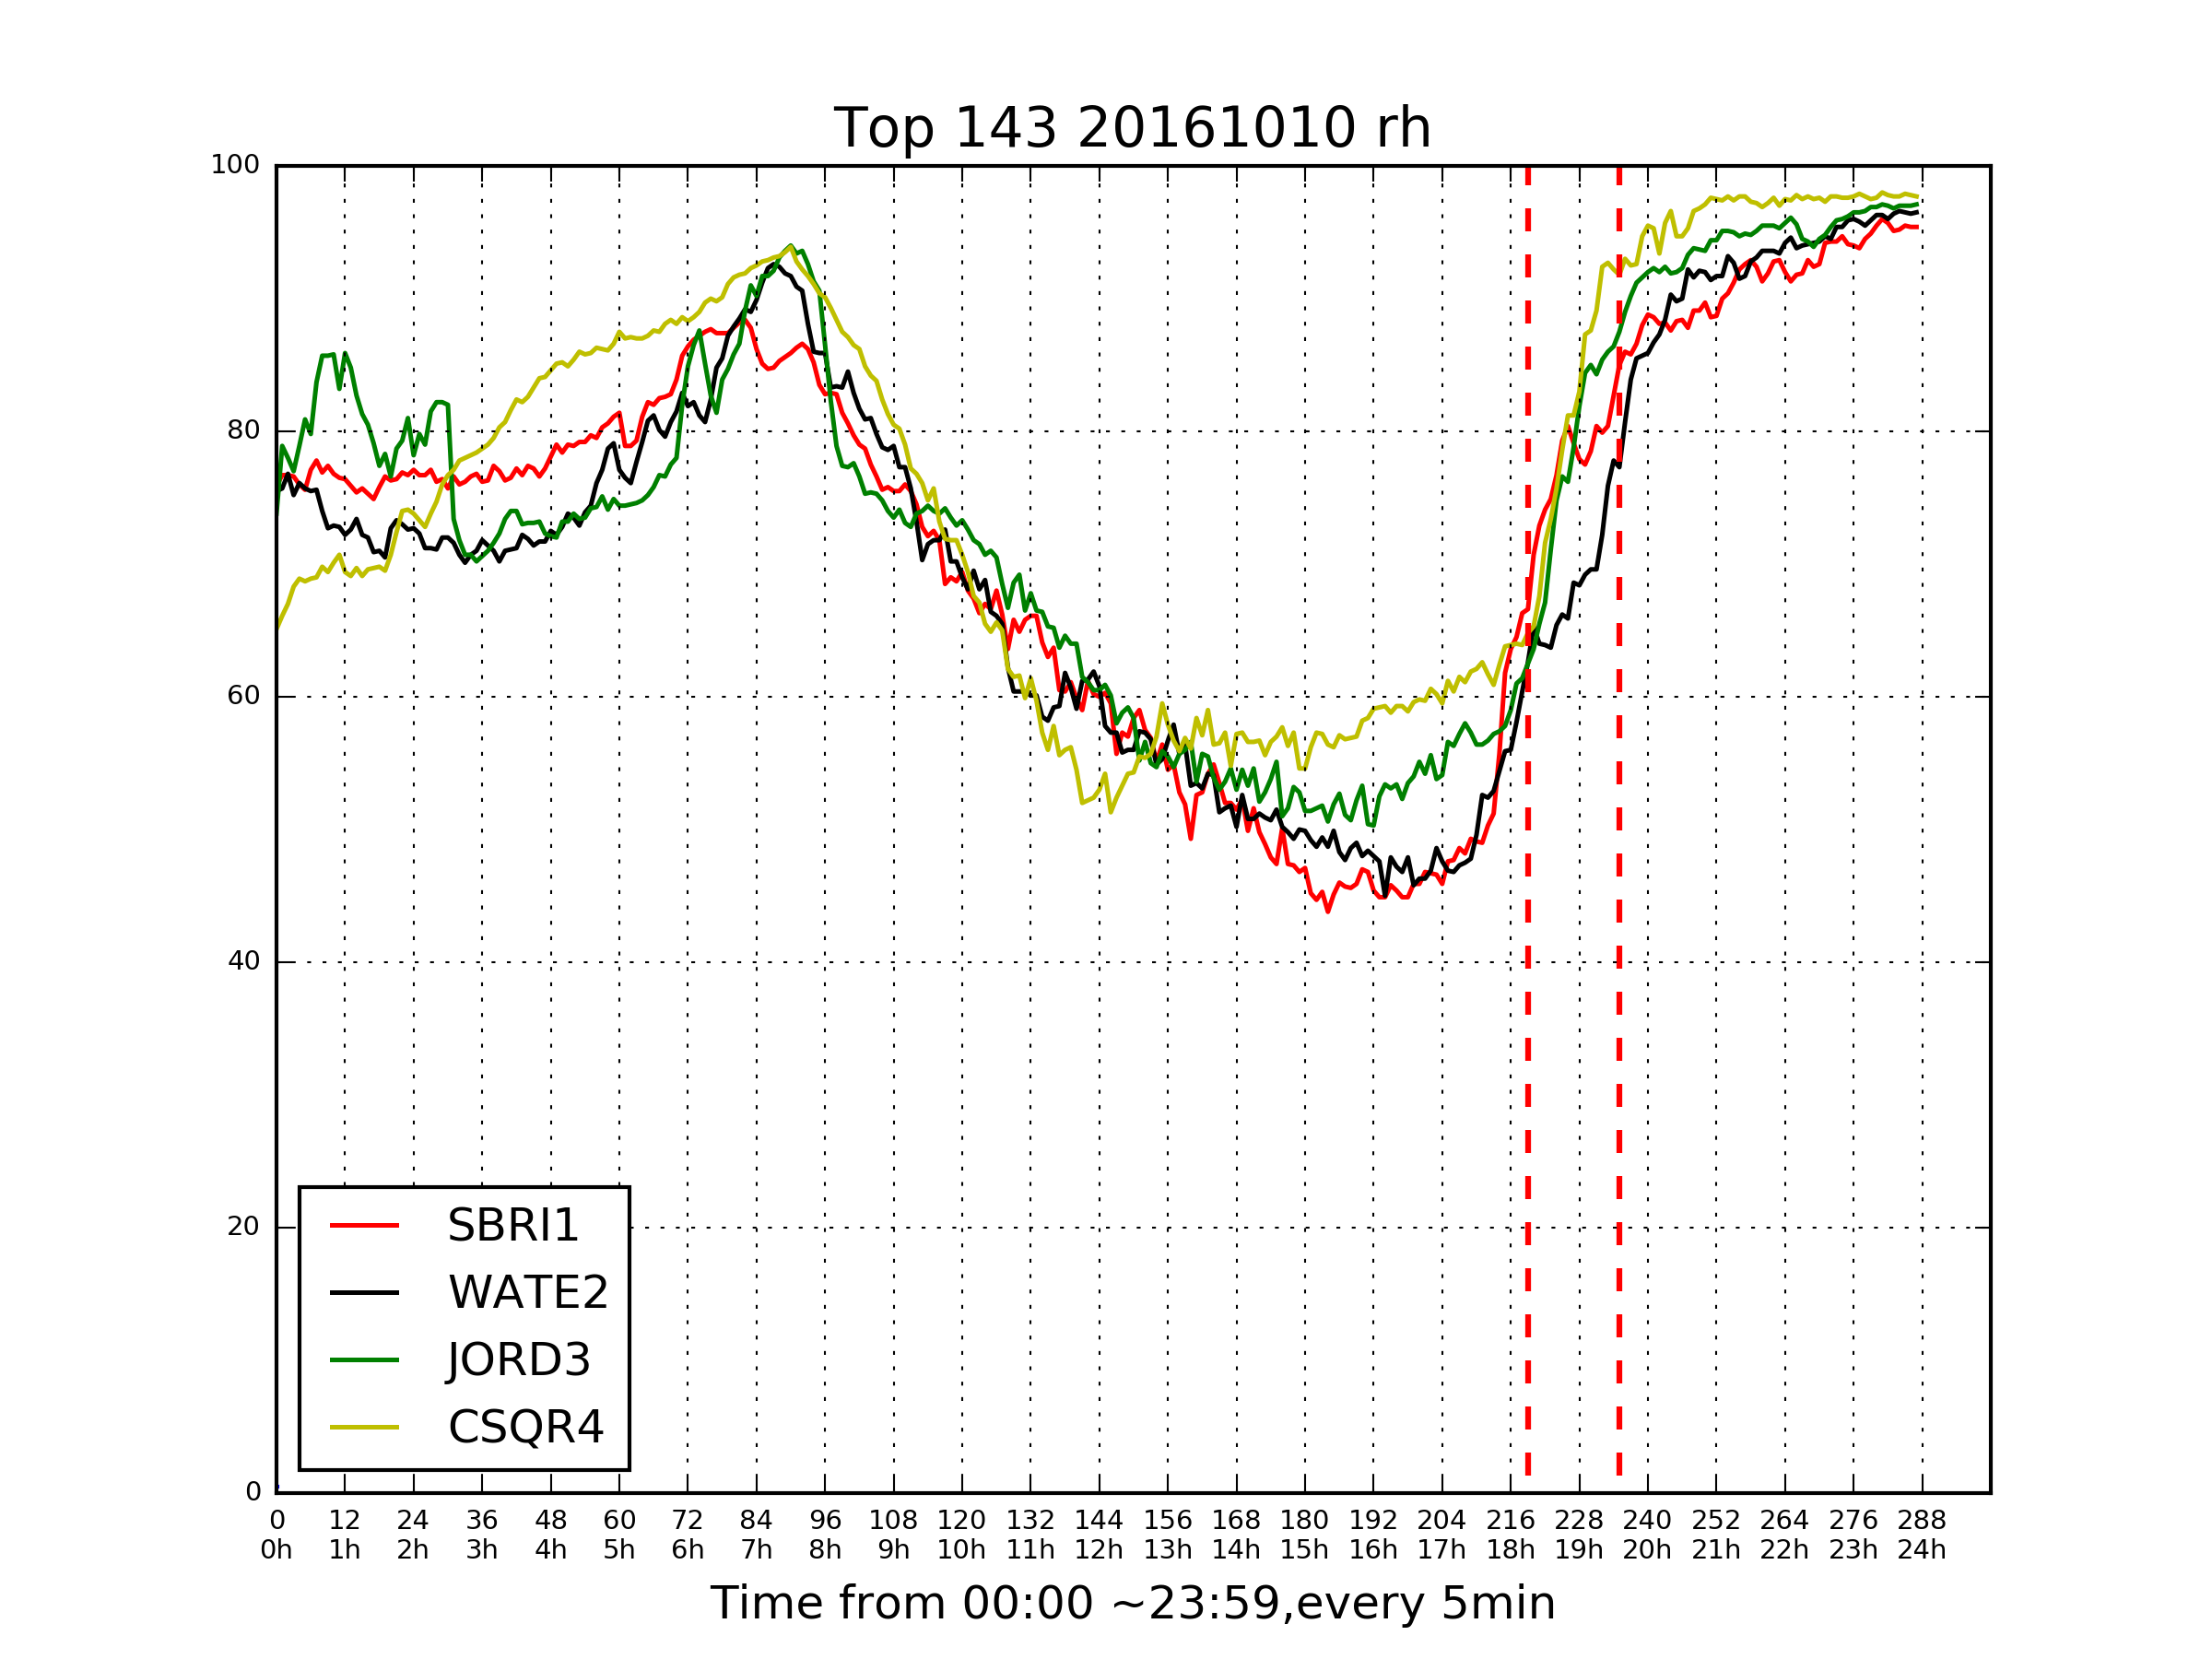 Top 143 20161010 rh
100
80
60
40
20
0
SBRI1
WATE2
JORD3
CSQR4
0 12 24 36 48 60 72 84 96 108 120 132 144 156 168 180 192 204 216 228 240 252 264 276 288
0h 1h 2h 3h 4h 5h 6h 7h 8h 9h 10h 11h 12h 13h 14h 15h 16h 17h 18h 19h 20h 21h 22h 23h 24h
Time from 00:00 ~23:59,every 5min